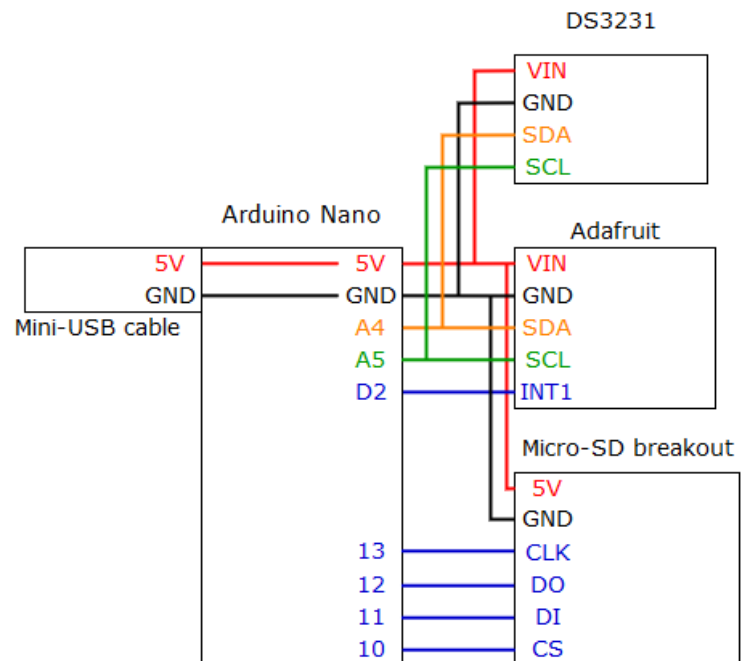 DS3231
VIN
GND
SDA
SCL
Arduino Nano
Adafruit
5V 5V VIN
GND GND GND
Mini-USB cable A4 SDA
A5 SCL
D2 INT1
Micro-SD breakout
5V
GND
13 CLK
12 DO
11 DI
10 CS